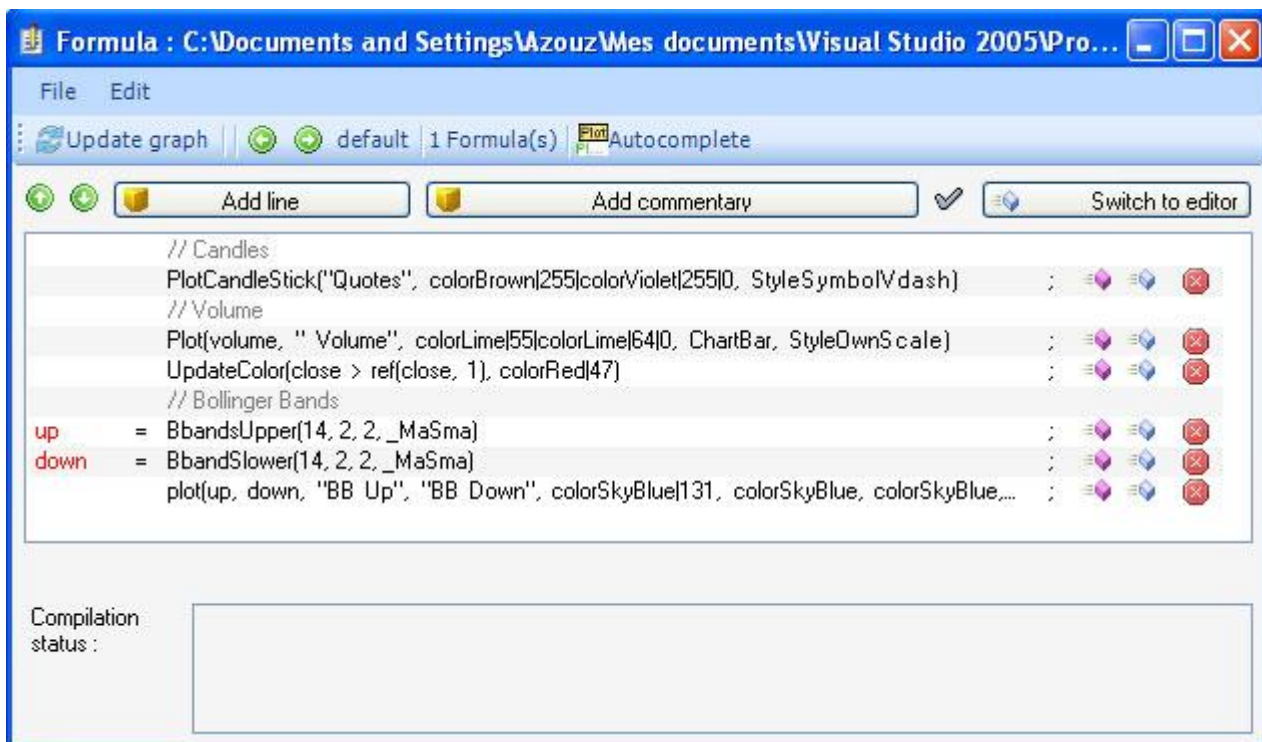 Formula : C:\Documents and Settings\Azouz\Mes documents\Visual Studio 2005\Pro...
File Edit
Update graph default 1 Formula(s) Plot Autocomplete
Add line Add commentary Switch to editor
// Candles
PlotCandleStick("Quotes", colorBrown|255|colorViolet|255|0, StyleSymbolVdash) ;
// Volume
Plot(volume, " Volume", colorLime|55|colorLime|64|0, ChartBar, StyleOwnScale) ;
UpdateColor(close > ref(close, 1), colorRed|47) ;
// Bollinger Bands
up = BbandsUpper(14, 2, 2, _MaSma) ;
down = BbandSlower(14, 2, 2, _MaSma) ;
plot(up, down, "BB Up", "BB Down", colorSkyBlue|131, colorSkyBlue, colorSkyBlue,... ;
Compilation
status :